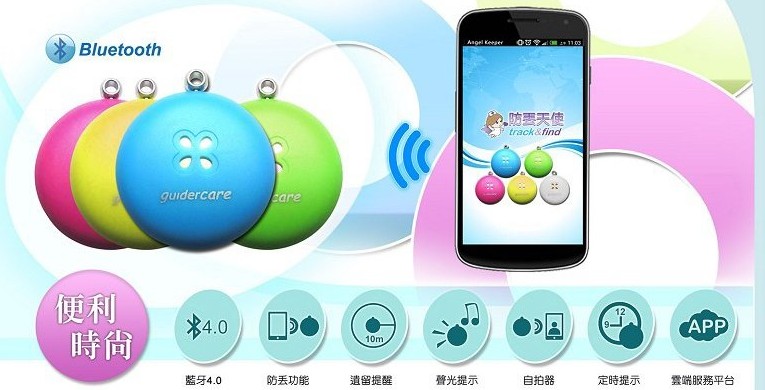 Bluetooth
guidercare
guidercare
Angel Keeper
11:03
防丟天使
track&find
便利
時尚
4.0
10m
12
9
APP
藍牙4.0
防丟功能
遺留提醒
聲光提示
自拍器
定時提示
雲端服務平台